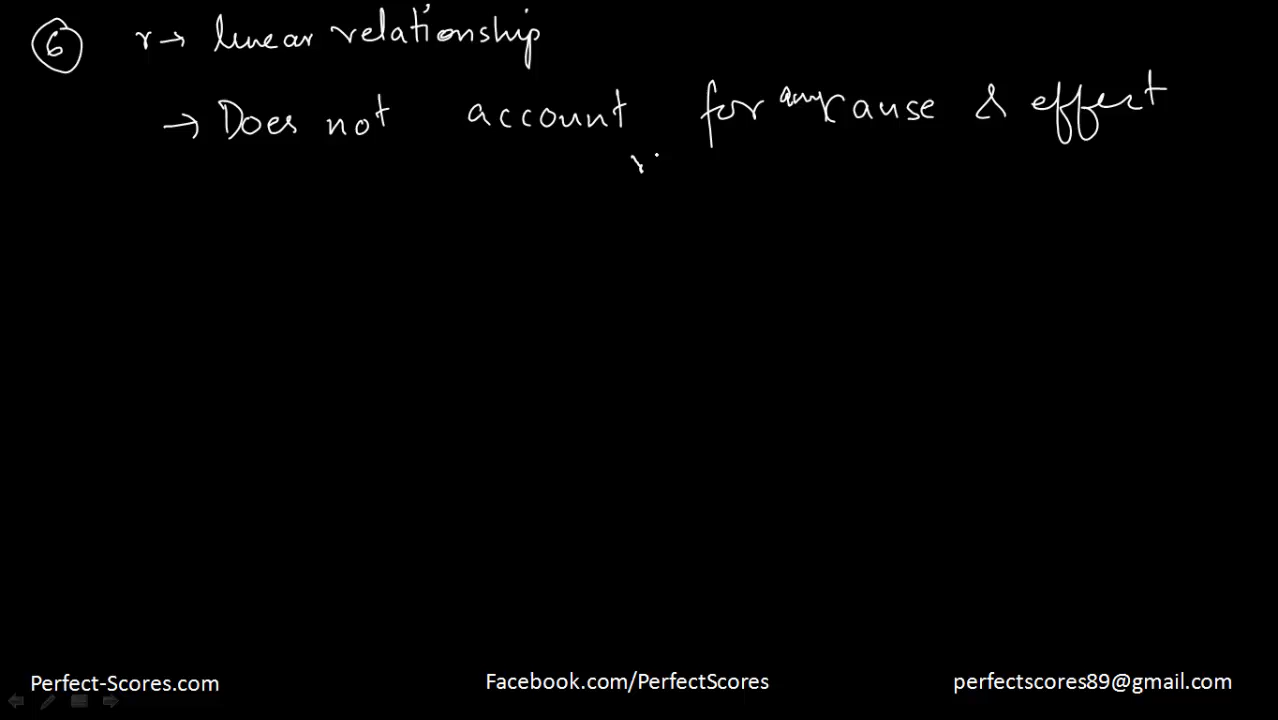 6 r → linear relationship
→ Does not account for any cause & effect
Perfect-Scores.com Facebook.com/PerfectScores perfectscores89@gmail.com